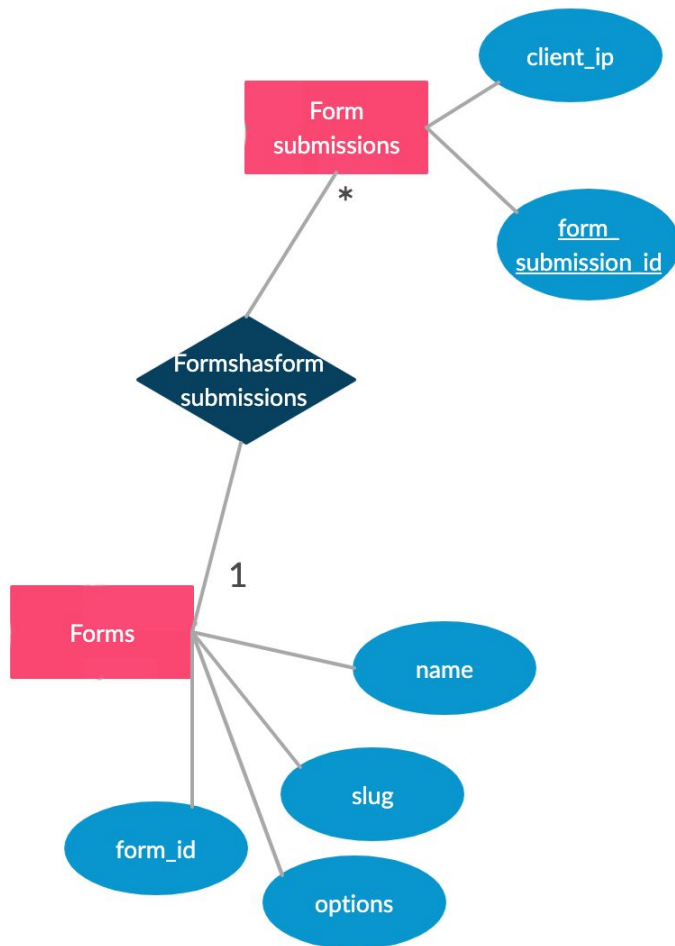 client_ip
Form
submissions
form_
submission_id
*
Formshasform
submissions
1
Forms
name
slug
form_id
options